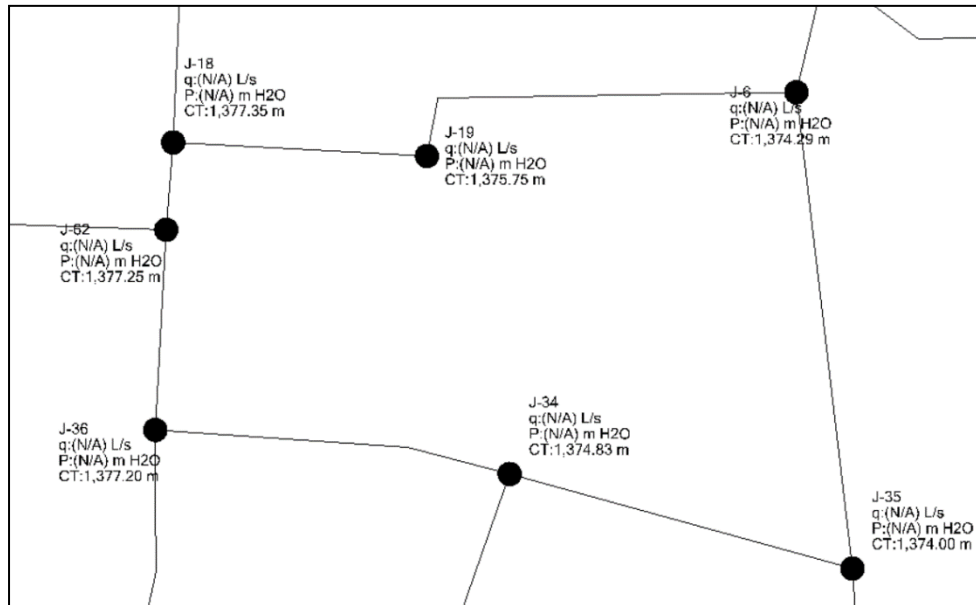 J-18
q:(N/A) L/s
P:(N/A) m H2O
CT:1,377.35 m
J-6
q:(N/A) L/s
P:(N/A) m H2O
CT:1,374.29 m
J-19
q:(N/A) L/s
P:(N/A) m H2O
CT:1,375.75 m
J-62
q:(N/A) L/s
P:(N/A) m H2O
CT:1,377.25 m
J-34
q:(N/A) L/s
P:(N/A) m H2O
CT:1,374.83 m
J-36
q:(N/A) L/s
P:(N/A) m H2O
CT:1,377.20 m
J-35
q:(N/A) L/s
P:(N/A) m H2O
CT:1,374.00 m